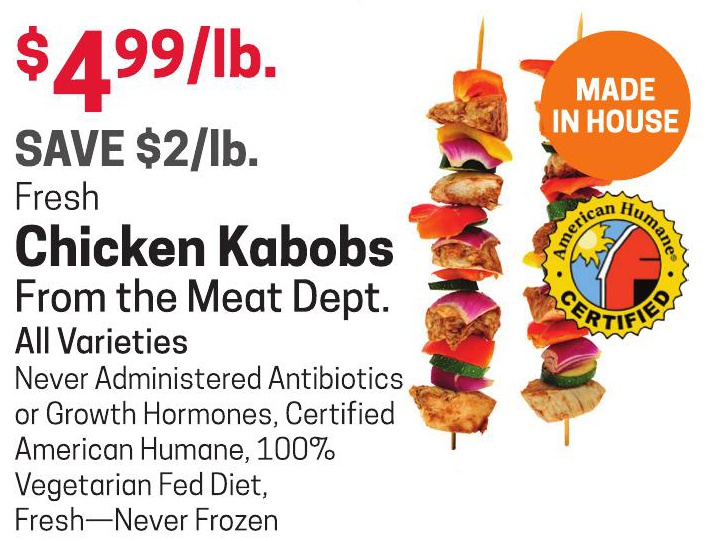 $4.99/lb.
SAVE $2/lb.
Fresh
Chicken Kabobs
From the Meat Dept.
All Varieties
Never Administered Antibiotics
or Growth Hormones, Certified
American Humane, 100%
Vegetarian Fed Diet,
Fresh—Never Frozen
MADE
IN HOUSE
American Humane®
CERTIFIED